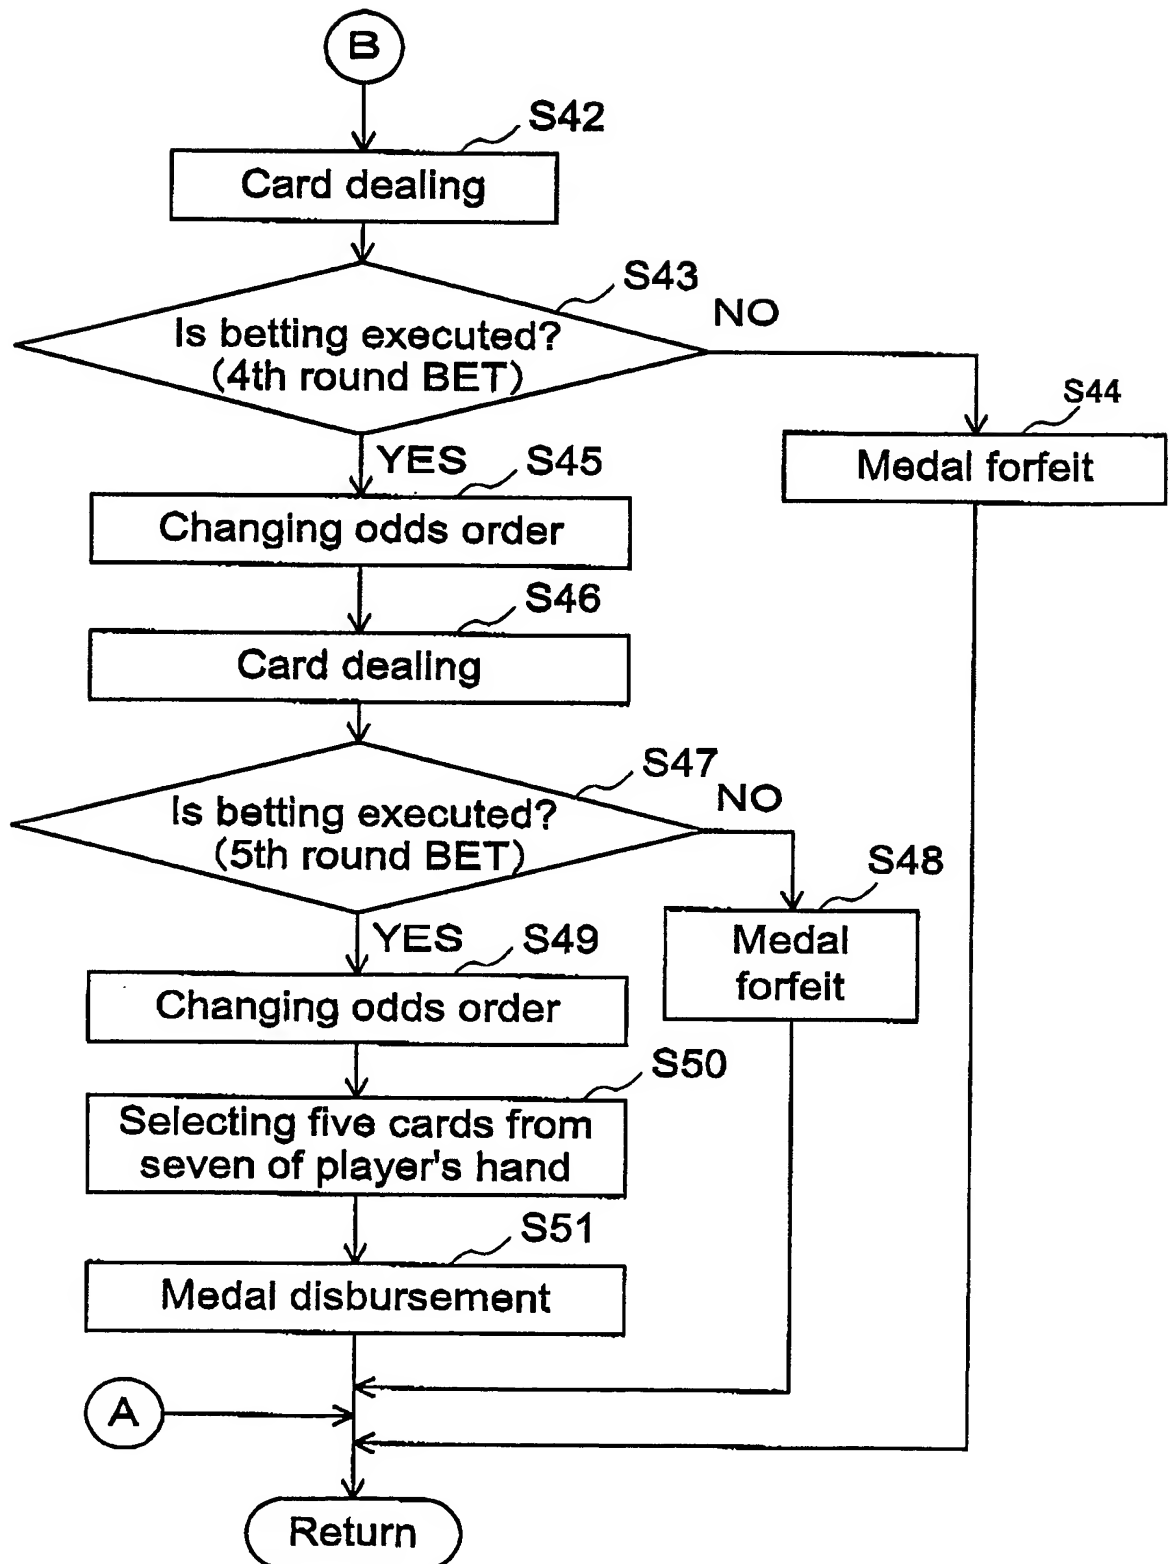 B
S42
Card dealing
S43
NO
Is betting executed?
(4th round BET)
S44
Medal forfeit
YES
S45
Changing odds order
S46
Card dealing
S47
NO
Is betting executed?
(5th round BET)
S48
Medal
forfeit
YES
S49
Changing odds order
S50
Selecting five cards from
seven of player's hand
S51
Medal disbursement
A
Return